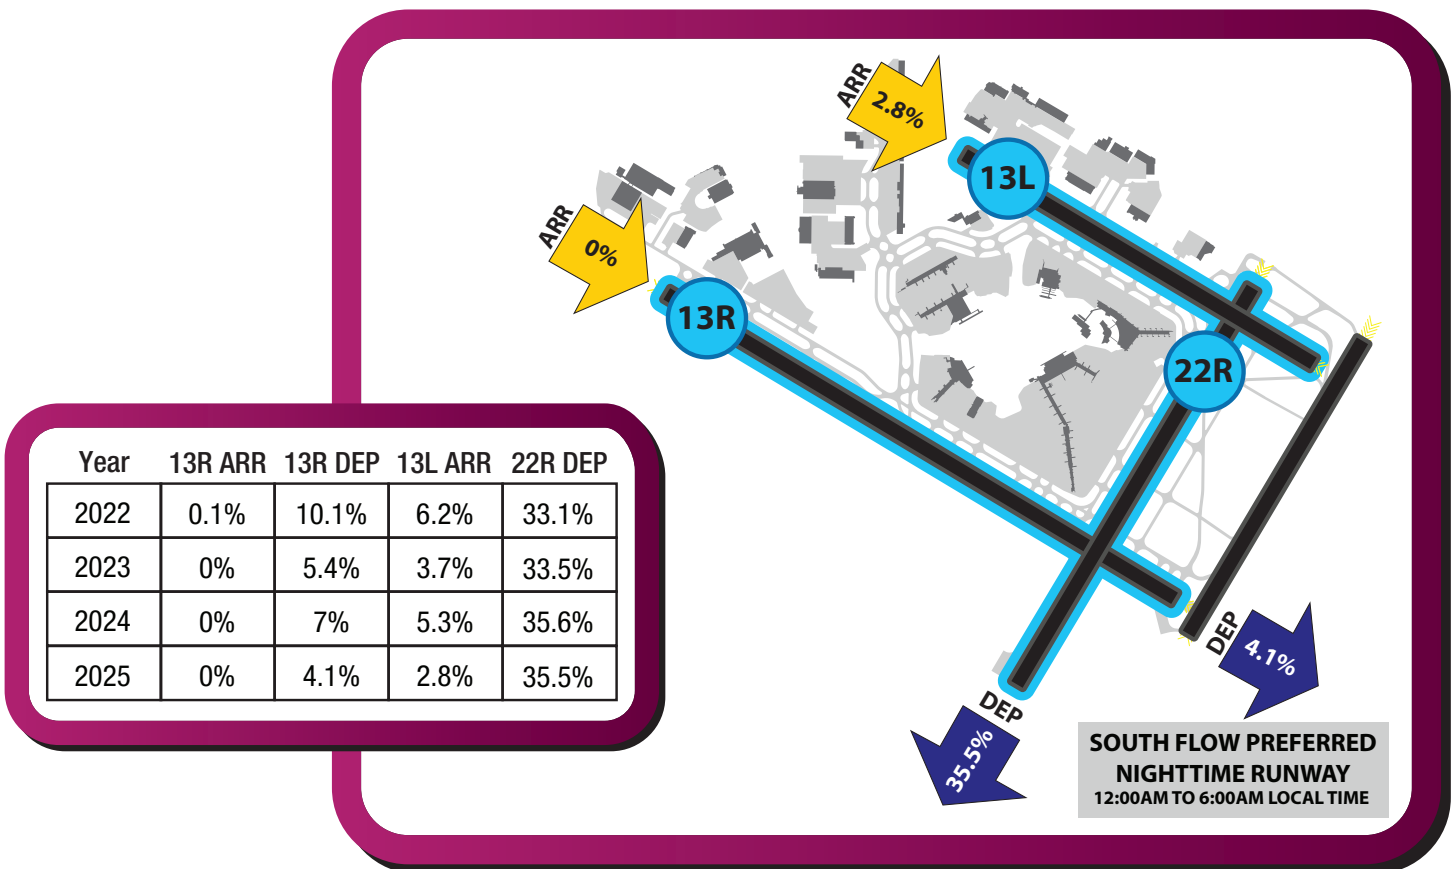 ARR
2.8%
13L
ARR
0%
13R
22R
Year 13R ARR 13R DEP 13L ARR 22R DEP
2022 0.1% 10.1% 6.2% 33.1%
2023 0% 5.4% 3.7% 33.5%
2024 0% 7% 5.3% 35.6%
2025 0% 4.1% 2.8% 35.5%
DEP
4.1%
DEP
35.5%
SOUTH FLOW PREFERRED
NIGHTTIME RUNWAY
12:00AM TO 6:00AM LOCAL TIME